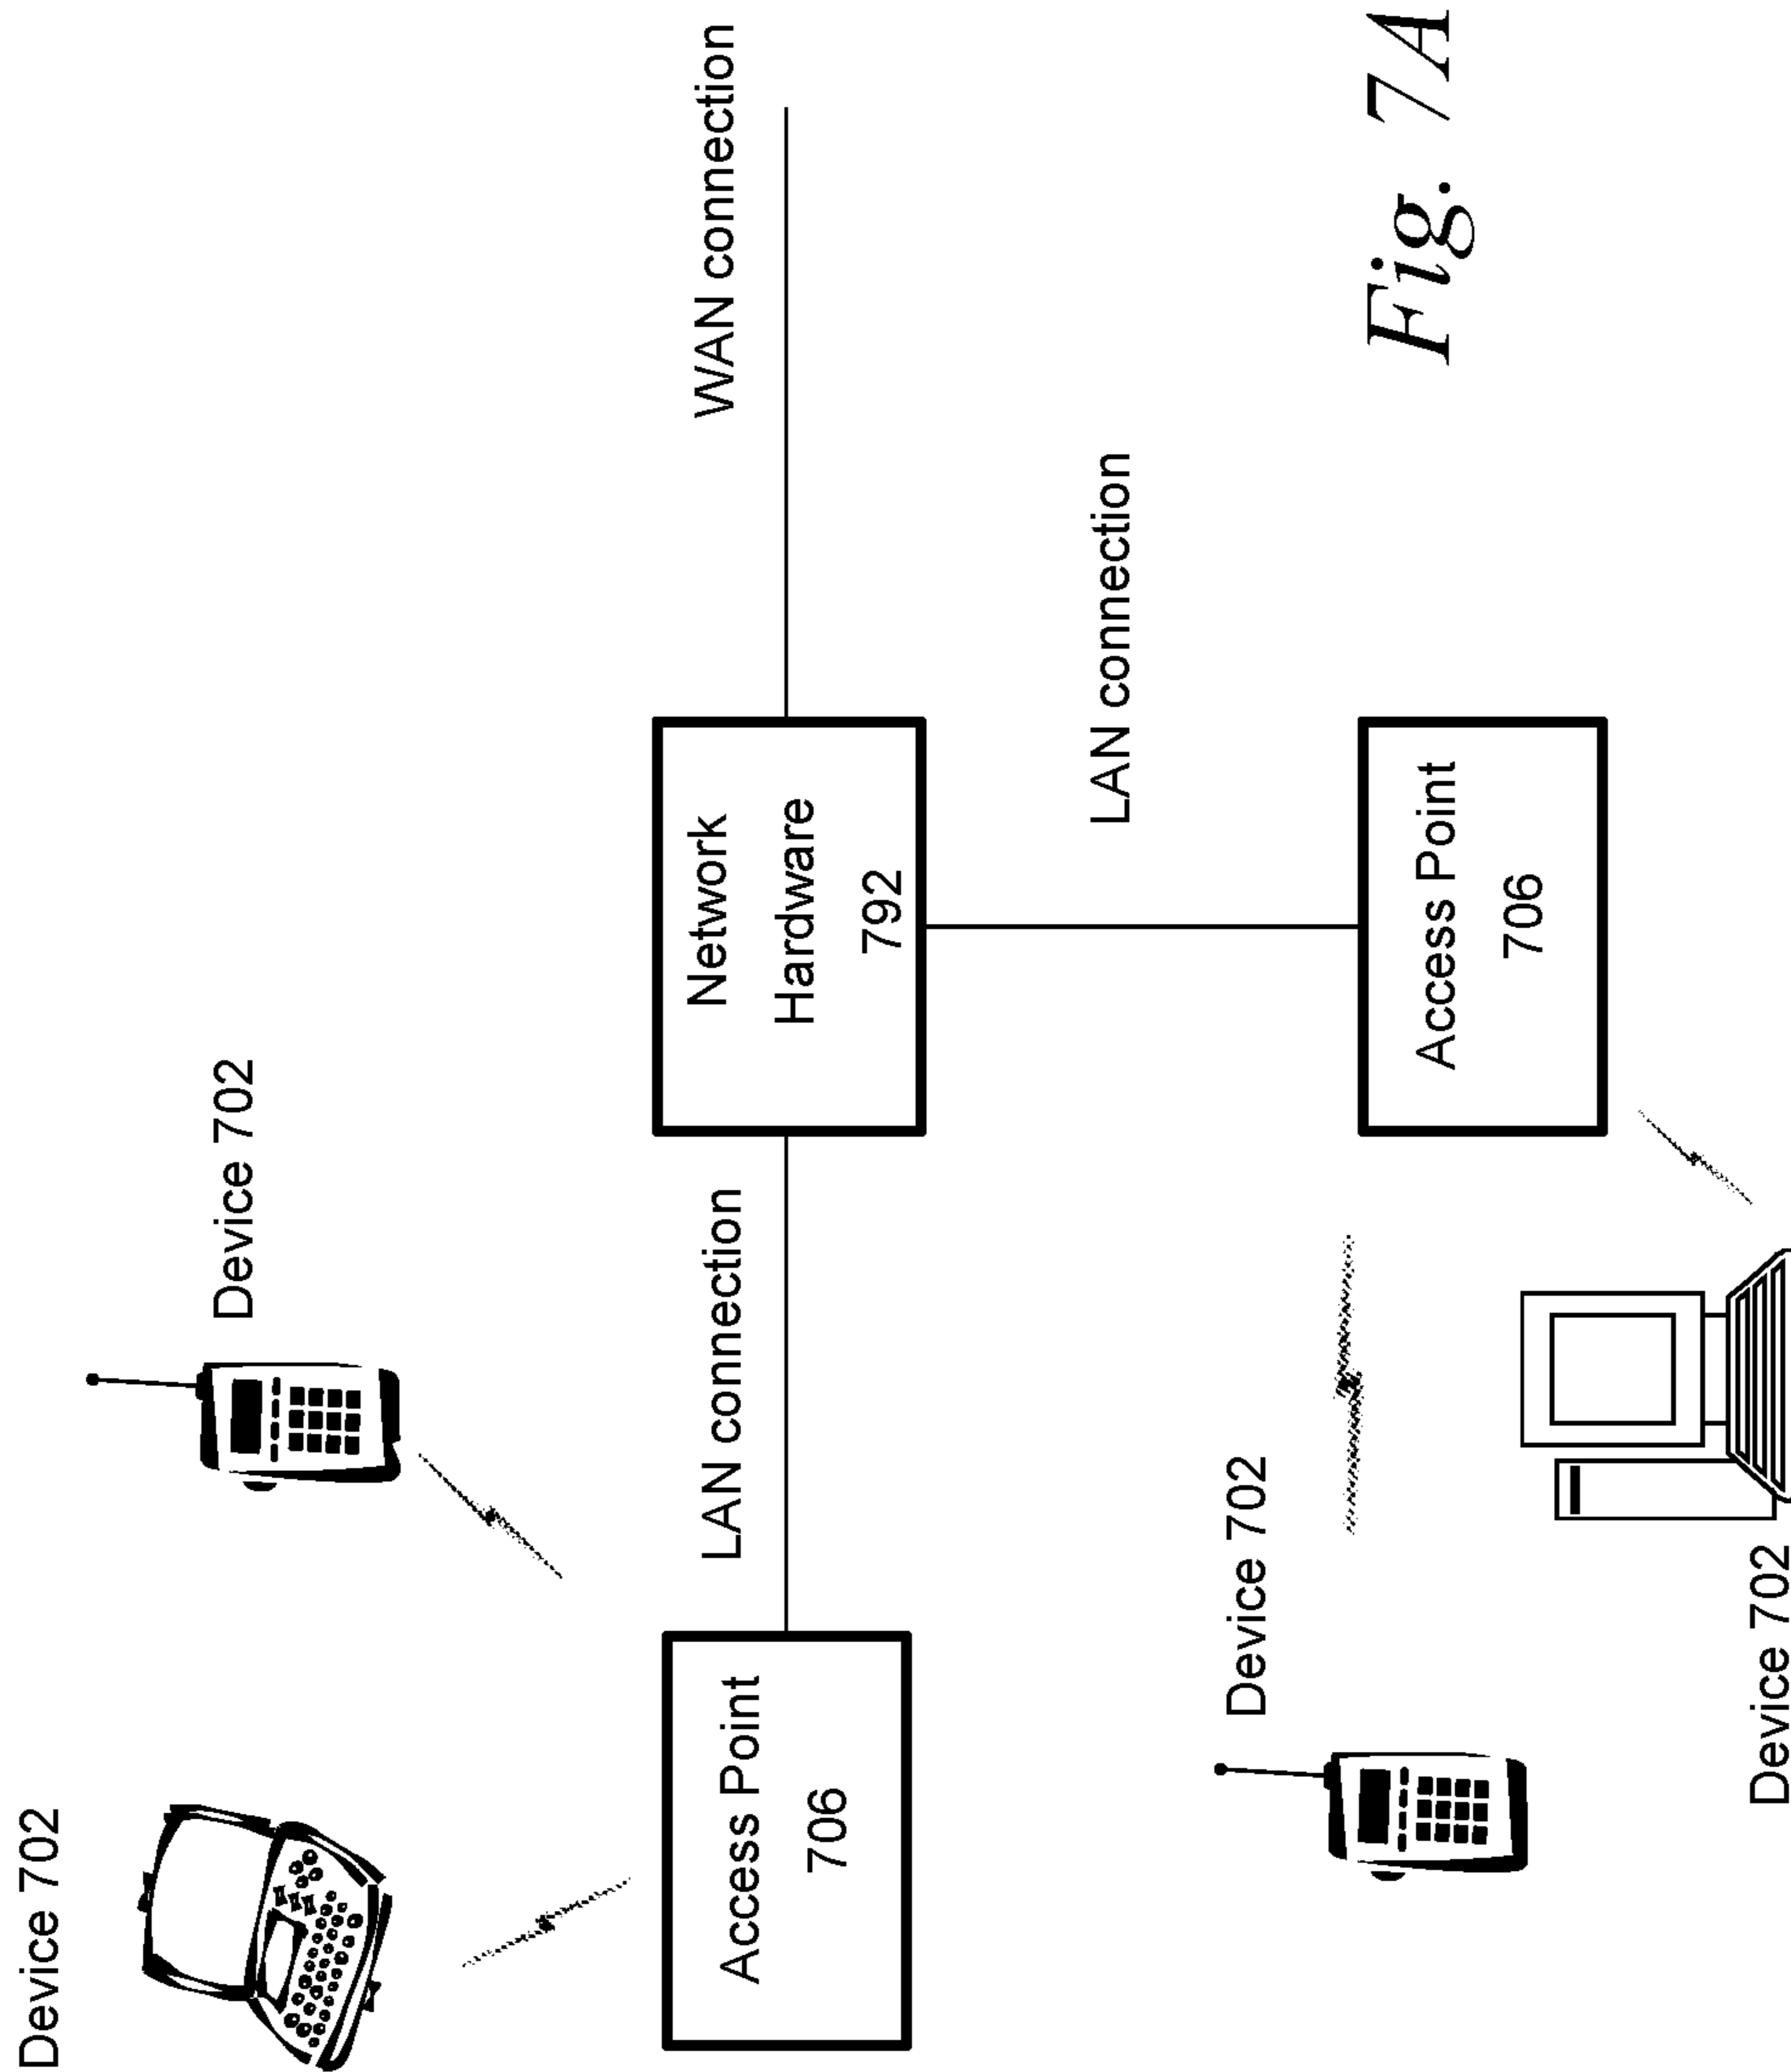 Device 702
Device 702
LAN connection
WAN connection
Network
Hardware
792
Access Point
706
LAN connection
Device 702
Access Point
706
Device 702
Fig. 7A